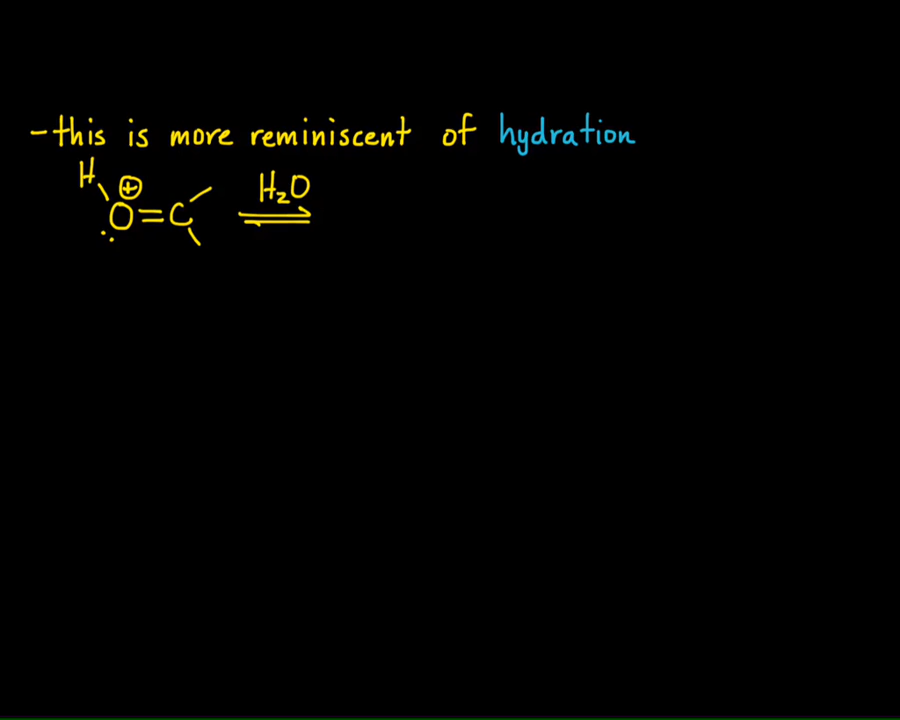 -this is more reminiscent of hydration
H
⊕
H₂O
O=C